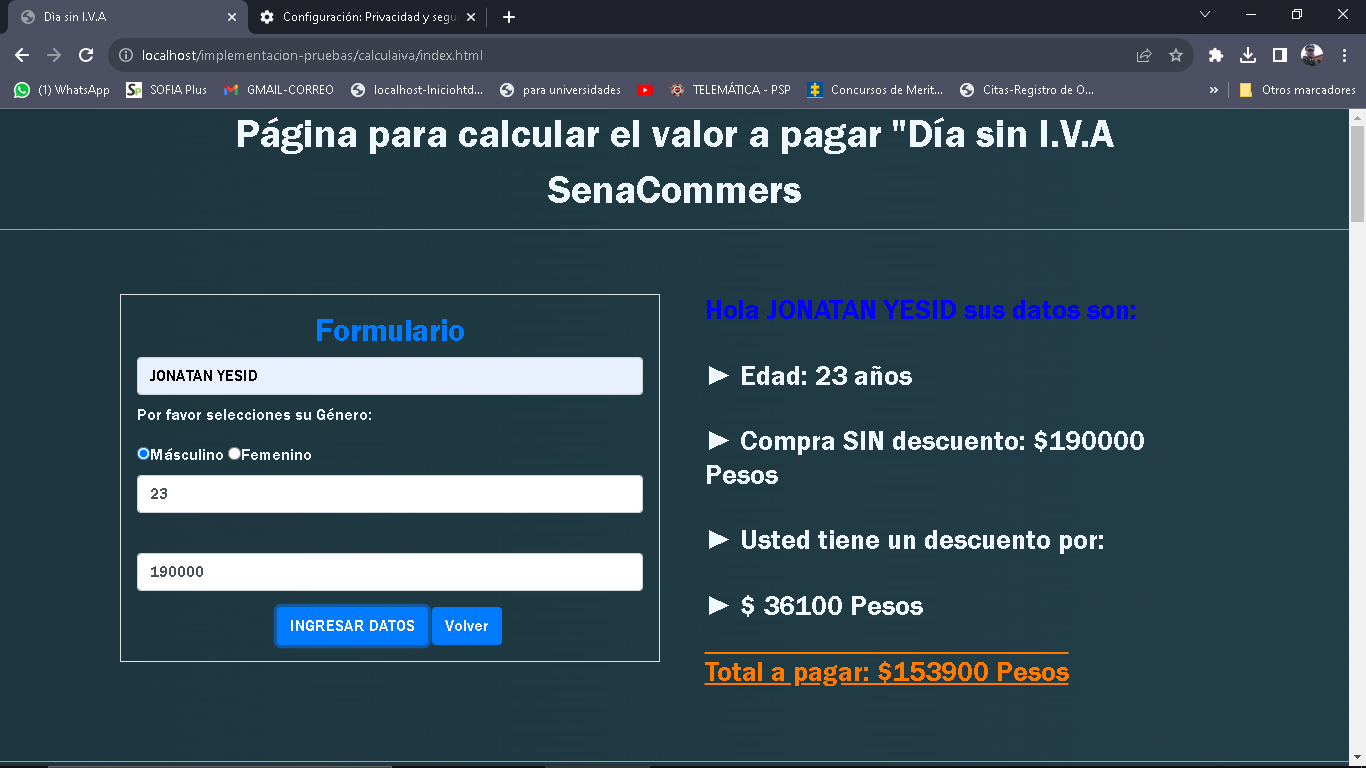 Día sin I.V.A
Configuración: Privacidad y segu
localhost/implementacion-pruebas/calculaiva/index.html
(1) WhatsApp
SOFIA Plus
GMAIL-CORREO
localhost-Iniciohtd...
para universidades
TELEMÁTICA - PSP
Concursos de Merit...
Citas-Registro de O...
»
Otros marcadores
Página para calcular el valor a pagar "Día sin I.V.A
SenaCommers
Formulario
JONATAN YESID
Por favor selecciones su Género:
Másculino Femenino
23
190000
INGRESAR DATOS Volver
Hola JONATAN YESID sus datos son:
► Edad: 23 años
► Compra SIN descuento: $190000
Pesos
► Usted tiene un descuento por:
► $ 36100 Pesos
Total a pagar: $153900 Pesos